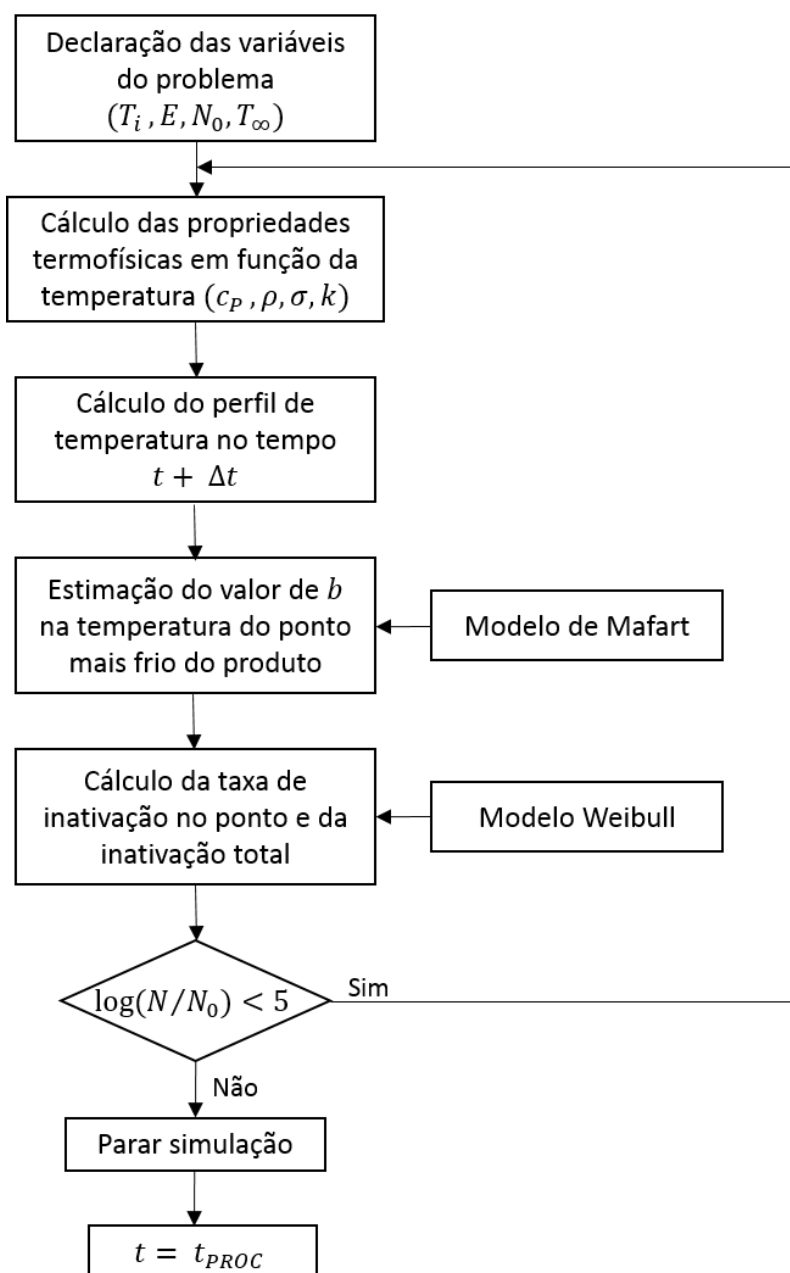 Declaração das variáveis
do problema
(T_i , E, N_0, T_∞)
Cálculo das propriedades
termofísicas em função da
temperatura (c_P , ρ, σ, k)
Cálculo do perfil de
temperatura no tempo
t + Δt
Estimação do valor de b
na temperatura do ponto
mais frio do produto
Modelo de Mafart
Cálculo da taxa de
inativação no ponto e da
inativação total
Modelo Weibull
log(N/N_0) < 5
Sim
Não
Parar simulação
t = t_PROC